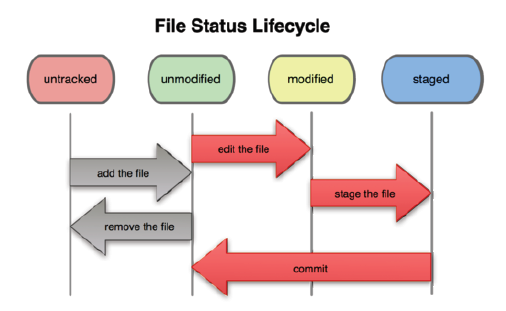 File Status Lifecycle
untracked
unmodified
modified
staged
edit the file
add the file
stage the file
remove the file
commit